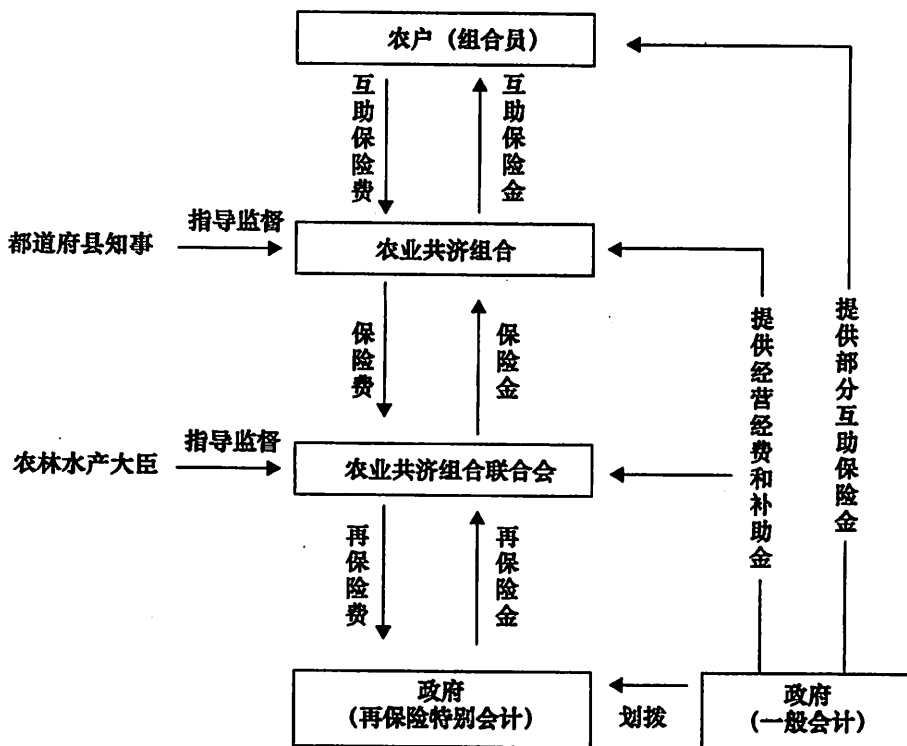 农户（组合员）
互助保险费
互助保险金
都道府县知事
指导监督
农业共济组合
保险费
保险金
提供经营经费和补助金
提供部分互助保险金
农林水产大臣
指导监督
农业共济组合联合会
再保险费
再保险金
政府
（再保险特别会计）
划拨
政府
（一般会计）